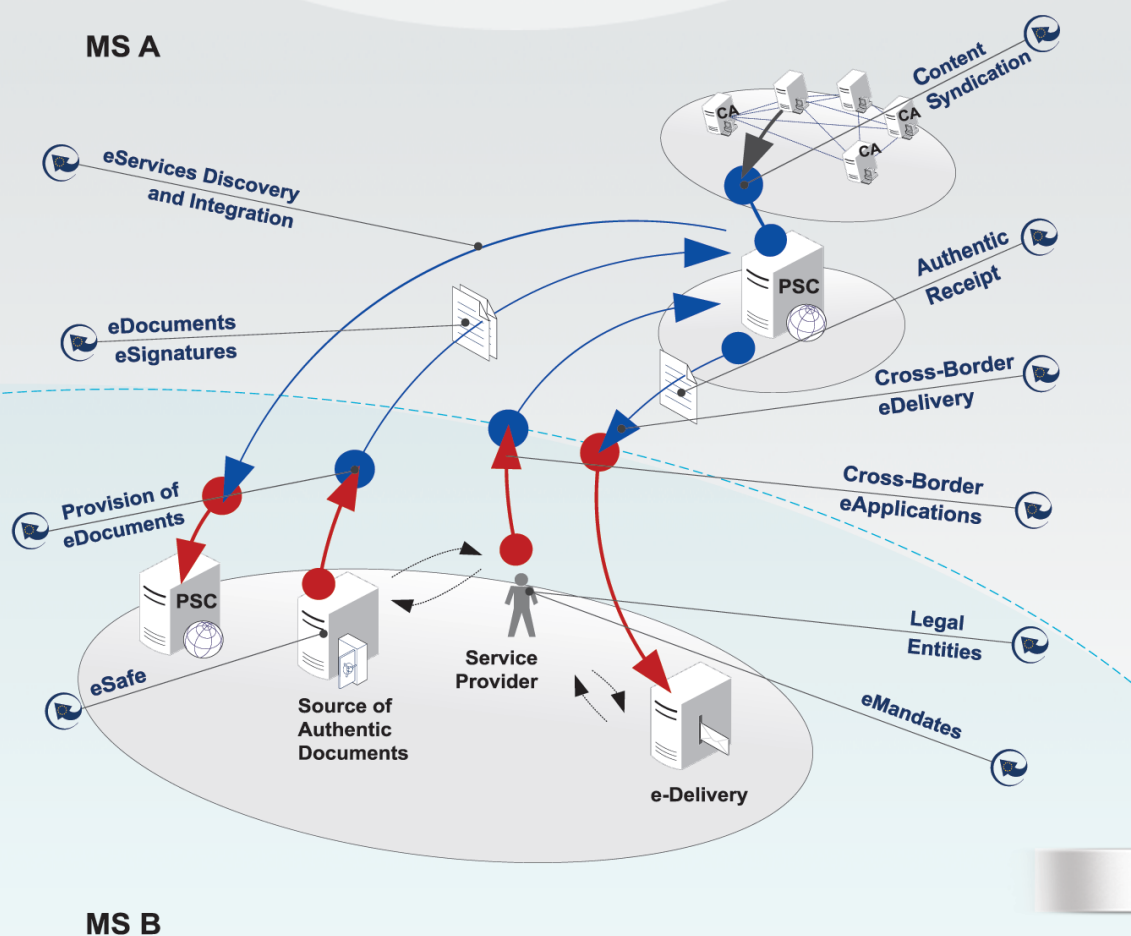 MS A
Content
Syndication
CA
CA
CA
eServices Discovery
and Integration
Authentic
Receipt
PSC
eDocuments
eSignatures
Cross-Border
eDelivery
Cross-Border
eApplications
Provision of
eDocuments
PSC
Legal
Entities
Service
Provider
eSafe
Source of
Authentic
Documents
eMandates
e-Delivery
MS B